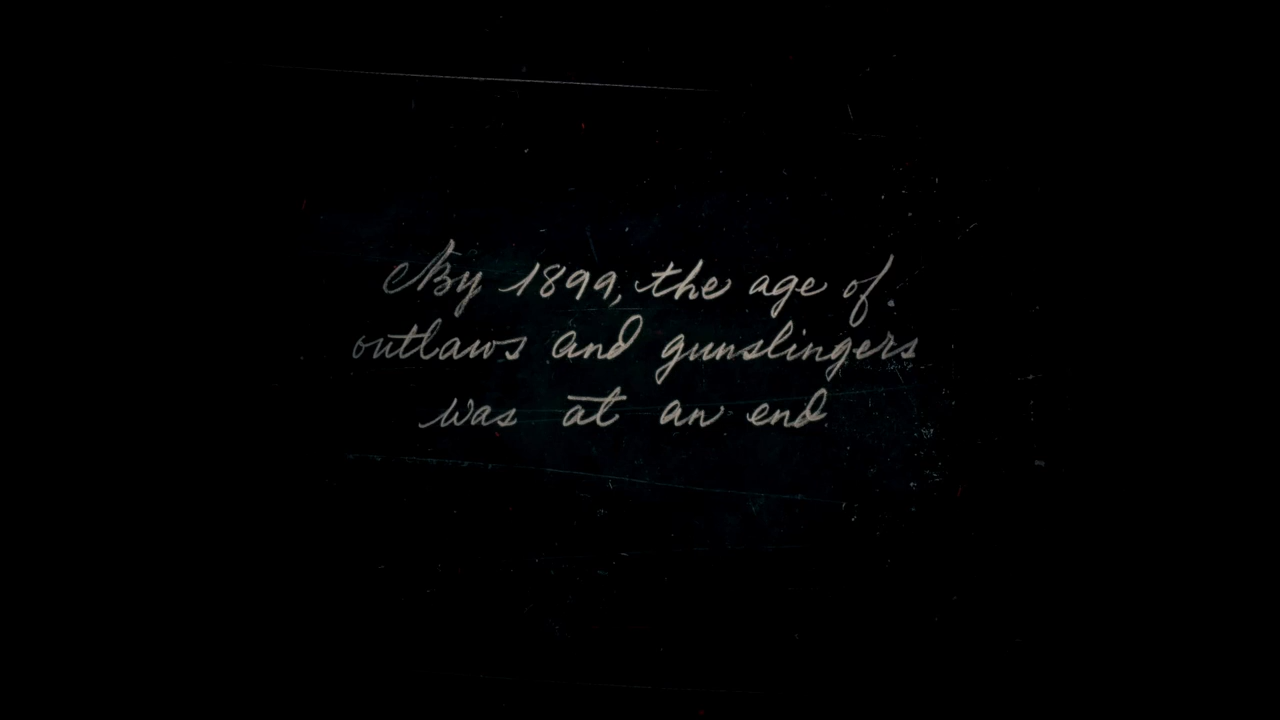 By 1899, the age of
outlaws and gunslingers
was at an end